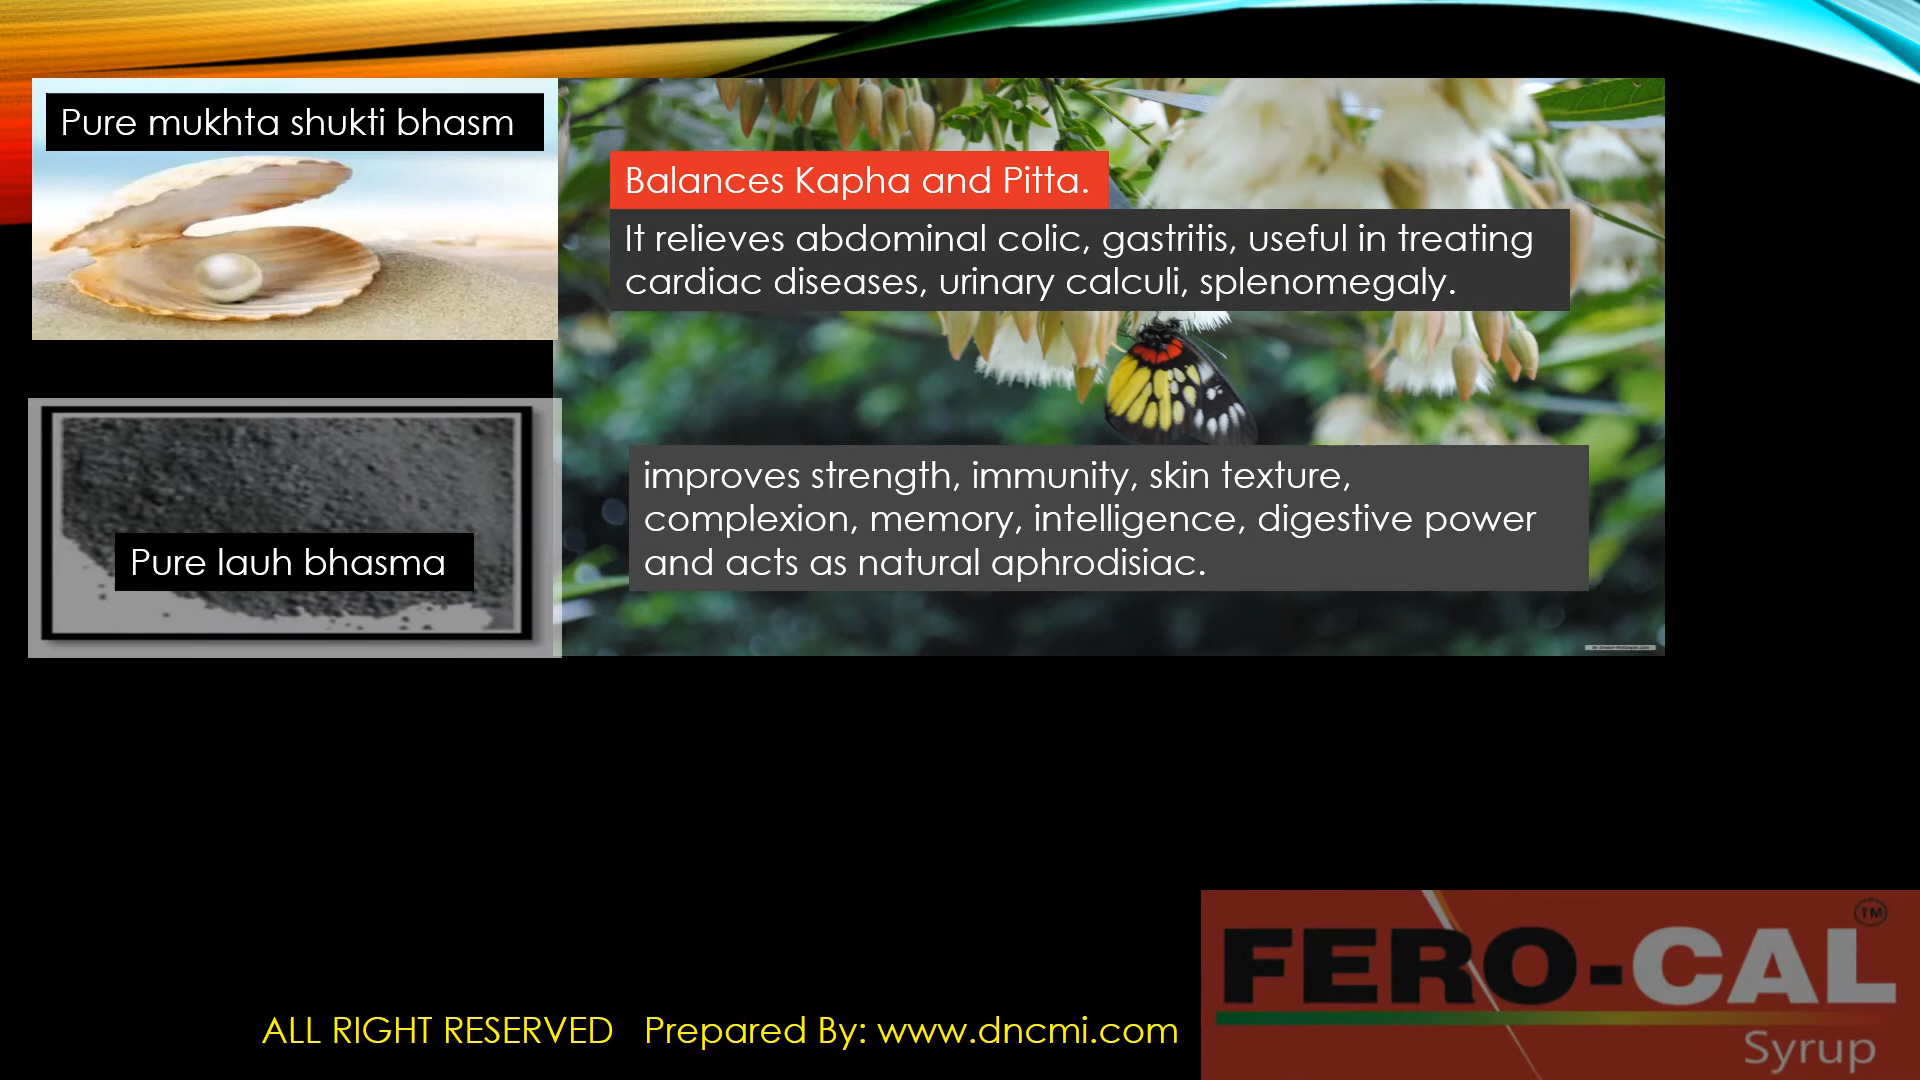 Pure mukhta shukti bhasm
Balances Kapha and Pitta.
It relieves abdominal colic, gastritis, useful in treating
cardiac diseases, urinary calculi, splenomegaly.
Pure lauh bhasma
improves strength, immunity, skin texture,
complexion, memory, intelligence, digestive power
and acts as natural aphrodisiac.
ALL RIGHT RESERVED Prepared By: www.dncmi.com
FERO-CAL TM
Syrup